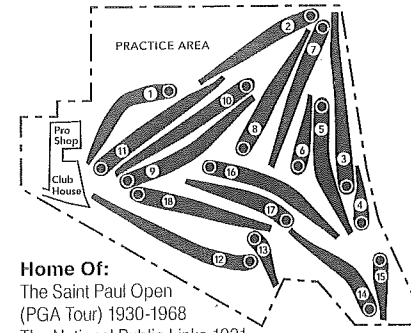 PRACTICE AREA
2
7
1
10
Pro
Shop
Club
House
11
9
8
6
5
3
16
18
4
17
12
13
15
14
Home Of:
The Saint Paul Open
(PGA Tour) 1930-1968